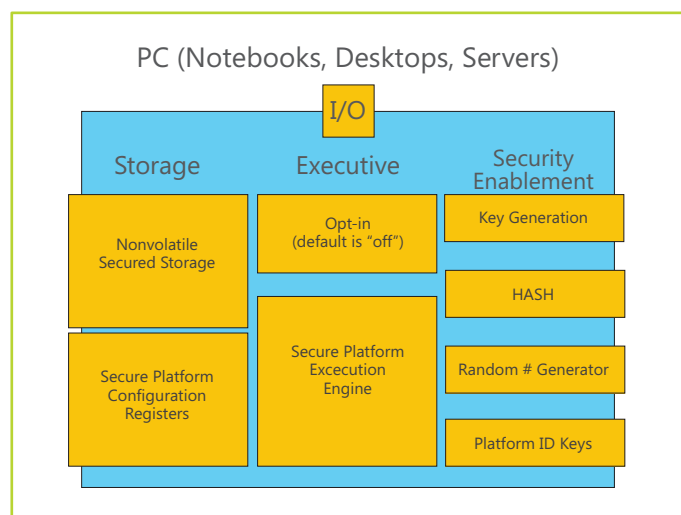 PC (Notebooks, Desktops, Servers)
I/O
Storage
Nonvolatile
Secured Storage
Secure Platform
Configuration
Registers
Executive
Opt-in
(default is “off”)
Secure Platform
Excecution
Engine
Security
Enablement
Key Generation
HASH
Random # Generator
Platform ID Keys